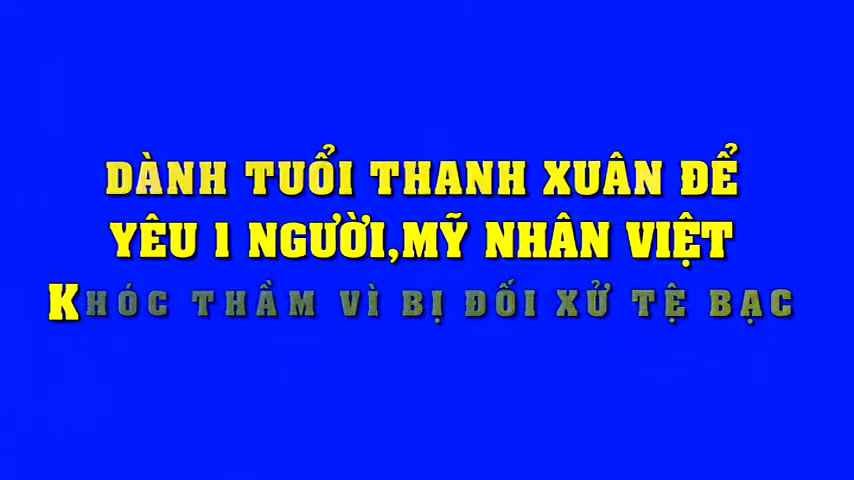 DÀNH TUỔI THANH XUÂN ĐỂ
YÊU 1 NGƯỜI,MỸ NHÂN VIỆT
KHÓC THẦM VÌ BỊ ĐỐI XỬ TỆ BẠC